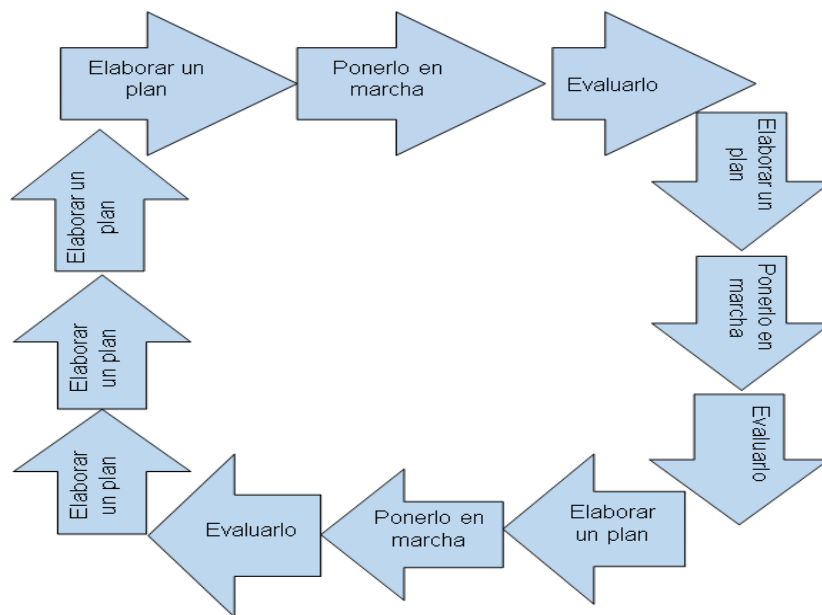 Elaborar un
plan
Ponerlo en
marcha
Evaluarlo
Elaborar un
plan
Ponerlo en
marcha
Evaluarlo
Elaborar
un plan
Ponerlo en
marcha
Evaluarlo
Elaborar
un plan
Elaborar
un plan
Elaborar un
plan